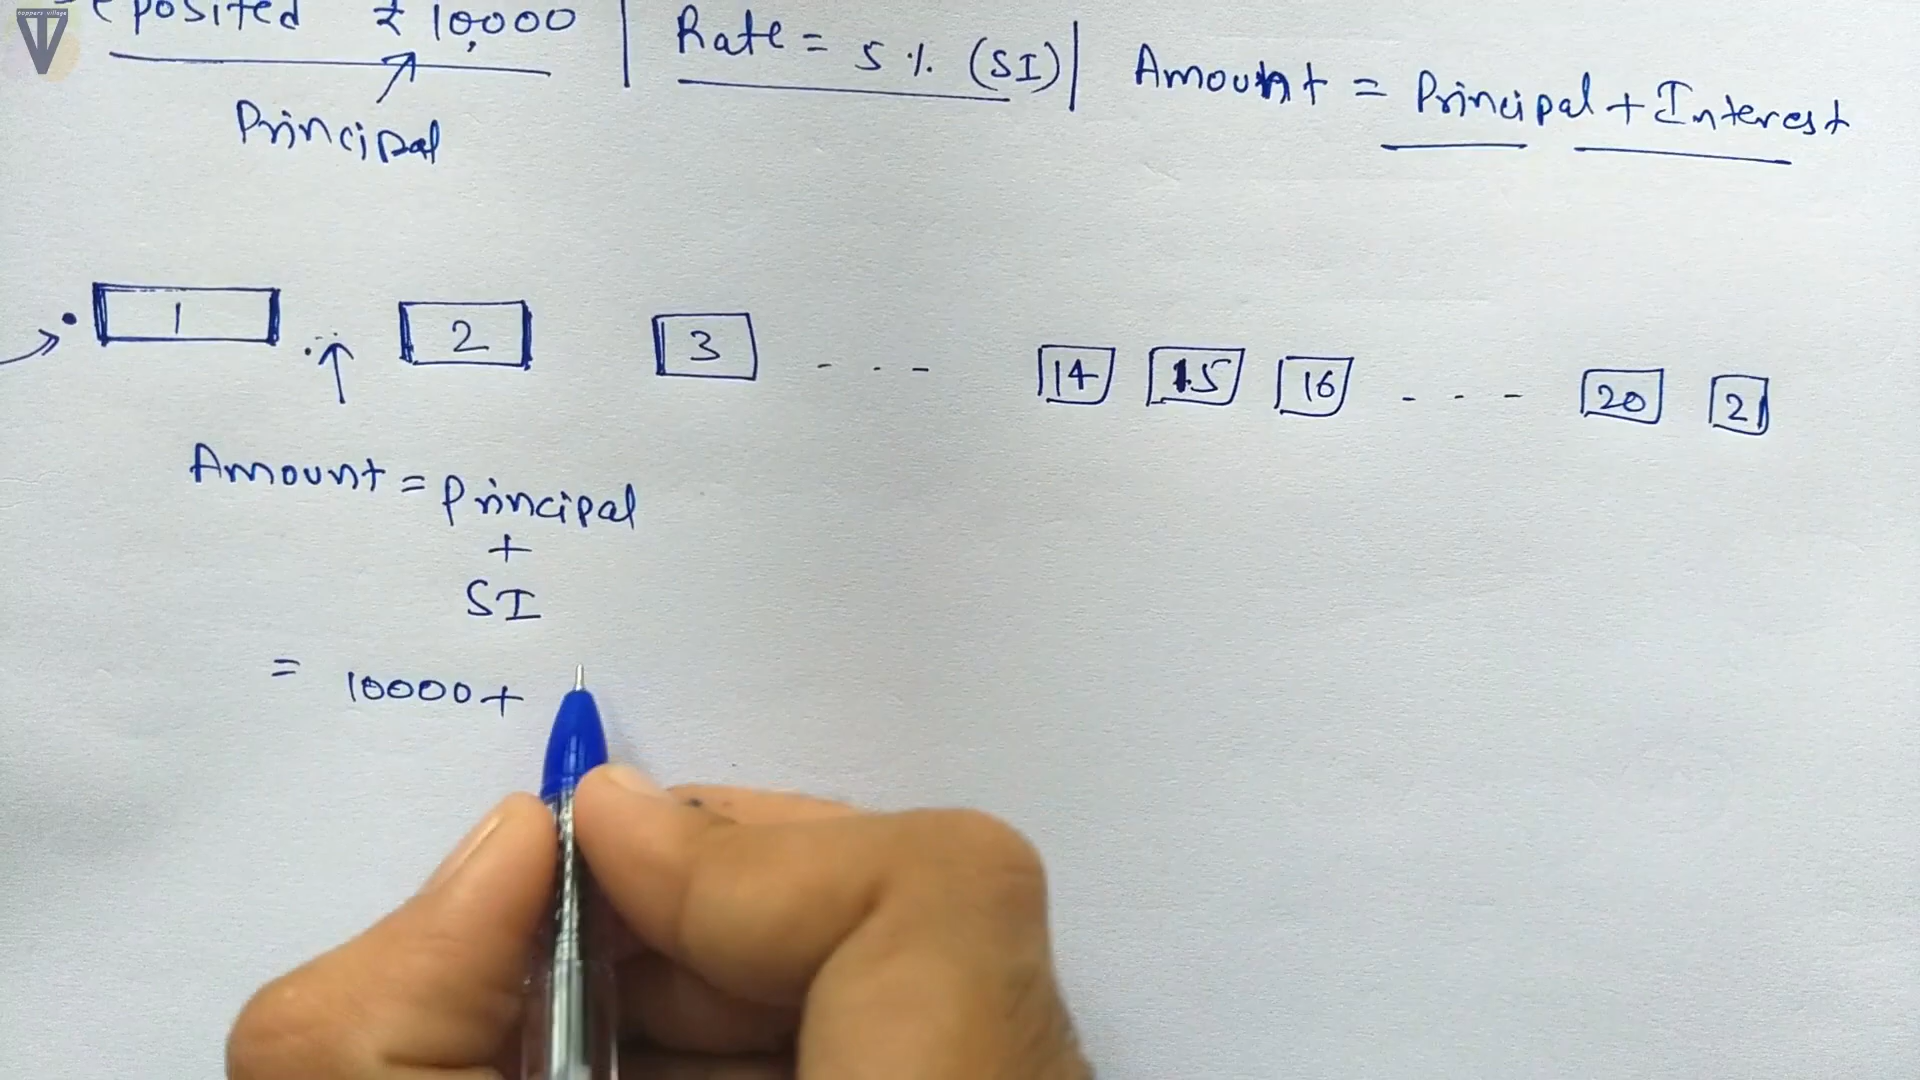 eposited ₹ 10,000 | Rate = 5 % (SI) | Amount = Principal + Interest
Principal
1 2 3 - - - 14 15 16 - - - 20 21
Amount = Principal
+
SI
= 10000 +